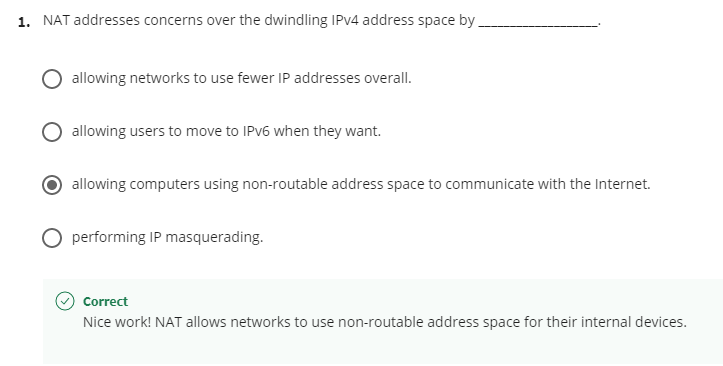 1. NAT addresses concerns over the dwindling IPv4 address space by ___________________.
allowing networks to use fewer IP addresses overall.
allowing users to move to IPv6 when they want.
allowing computers using non-routable address space to communicate with the Internet.
performing IP masquerading.
Correct
Nice work! NAT allows networks to use non-routable address space for their internal devices.